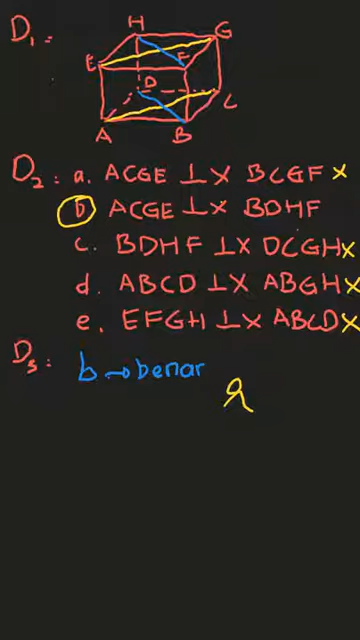 D₁ :
H G
E F
D C
A B
D₂ : a. ACGE ⊥ X BCGF x
b ACGE ⊥ X BDHF
c. BDHF ⊥ X DCGH x
d. ABCD ⊥ X ABGH x
e. EFGH ⊥ X ABCD x
D₃ : b → benar